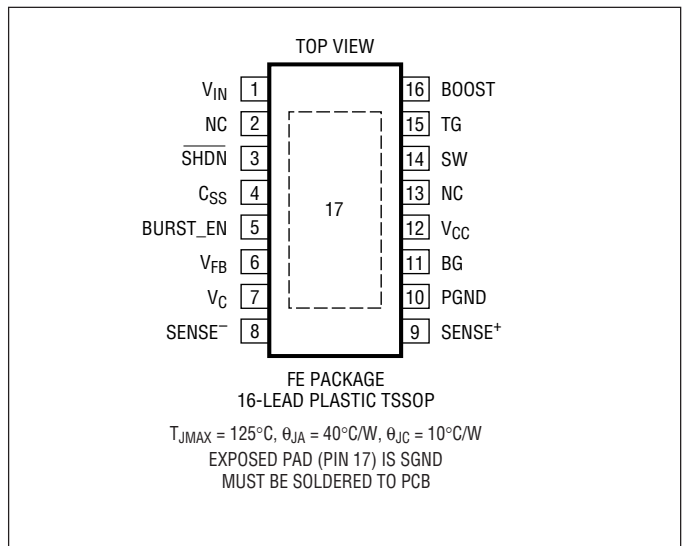 TOP VIEW
V_IN 1
NC 2
S̅H̅D̅N̅ 3
C_SS 4
BURST_EN 5
V_FB 6
V_C 7
SENSE⁻ 8
17
16 BOOST
15 TG
14 SW
13 NC
12 V_CC
11 BG
10 PGND
9 SENSE⁺
FE PACKAGE
16-LEAD PLASTIC TSSOP
T_JMAX = 125°C, θ_JA = 40°C/W, θ_JC = 10°C/W
EXPOSED PAD (PIN 17) IS SGND
MUST BE SOLDERED TO PCB